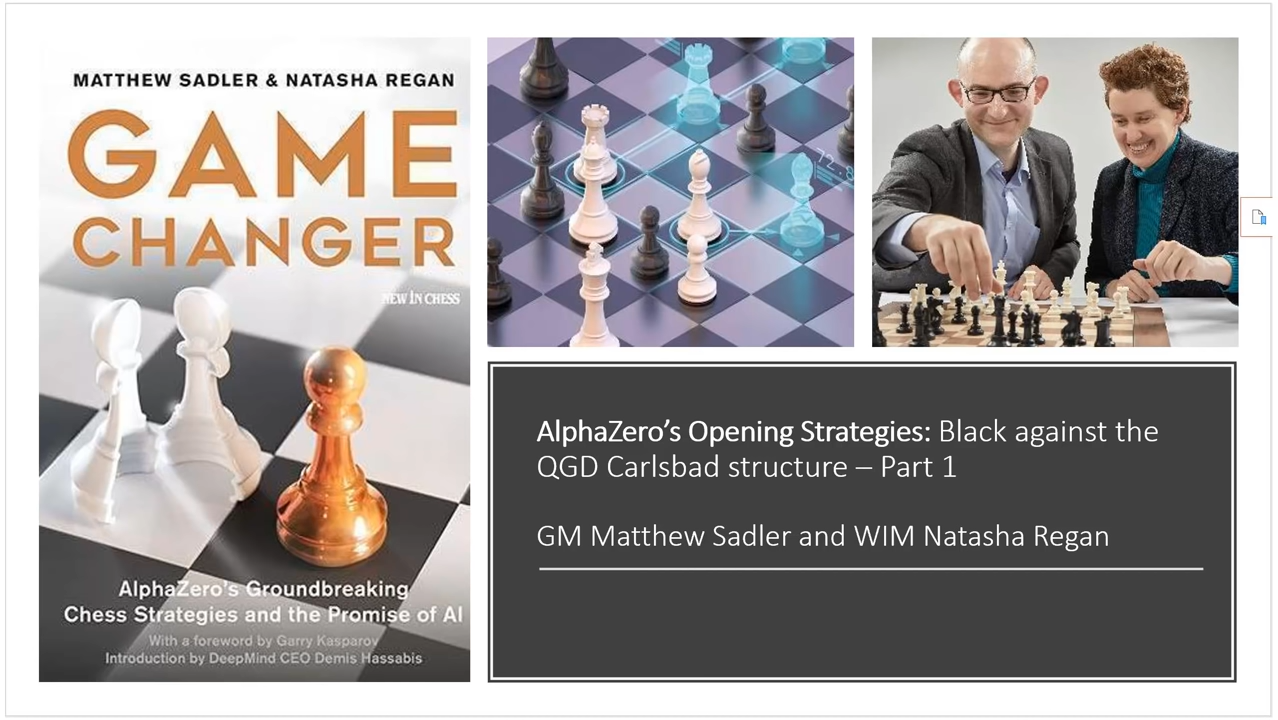 MATTHEW SADLER & NATASHA REGAN
GAME
CHANGER
NEW IN CHESS
AlphaZero's Groundbreaking
Chess Strategies and the Promise of AI
With a foreword by Garry Kasparov
Introduction by DeepMind CEO Demis Hassabis
AlphaZero’s Opening Strategies: Black against the
QGD Carlsbad structure – Part 1
GM Matthew Sadler and WIM Natasha Regan